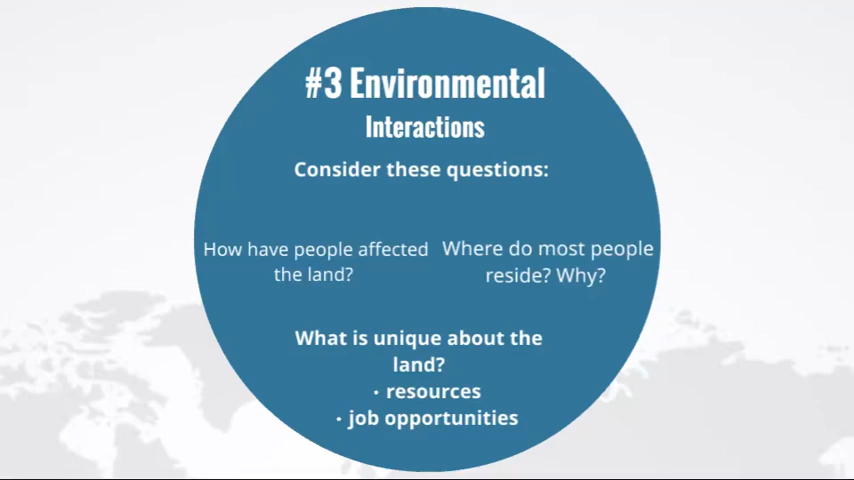 #3 Environmental
Interactions
Consider these questions:
How have people affected
the land?
Where do most people
reside? Why?
What is unique about the
land?
· resources
· job opportunities